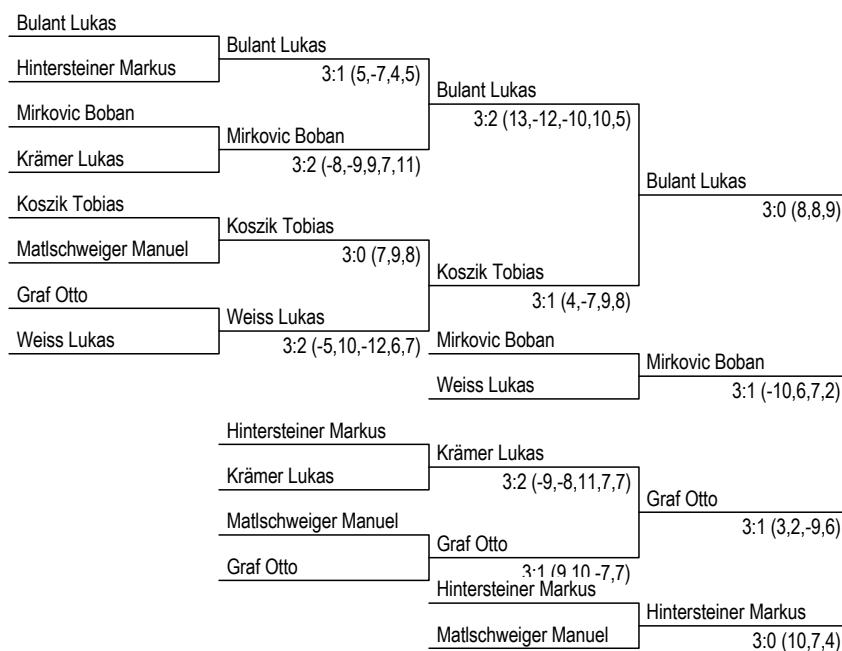 Bulant Lukas
Hintersteiner Markus
Mirkovic Boban
Krämer Lukas
Koszik Tobias
Matlschweiger Manuel
Graf Otto
Weiss Lukas
Bulant Lukas
3:1 (5,-7,4,5)
Mirkovic Boban
3:2 (-8,-9,9,7,11)
Koszik Tobias
3:0 (7,9,8)
Weiss Lukas
3:2 (-5,10,-12,6,7)
Bulant Lukas
3:2 (13,-12,-10,10,5)
Koszik Tobias
3:1 (4,-7,9,8)
Bulant Lukas
3:0 (8,8,9)
Mirkovic Boban
Weiss Lukas
Mirkovic Boban
3:1 (-10,6,7,2)
Hintersteiner Markus
Krämer Lukas
Matlschweiger Manuel
Graf Otto
Krämer Lukas
3:2 (-9,-8,11,7,7)
Graf Otto
3:1 (9,10,-7,7)
Graf Otto
3:1 (3,2,-9,6)
Hintersteiner Markus
Matlschweiger Manuel
Hintersteiner Markus
3:0 (10,7,4)